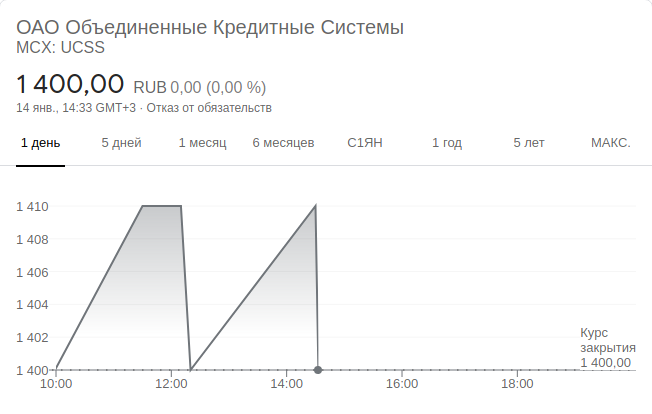 ОАО Объединенные Кредитные Системы
MCX: UCSS
1 400,00 RUB 0,00 (0,00 %)
14 янв., 14:33 GMT+3 · Отказ от обязательств
1 день 5 дней 1 месяц 6 месяцев С1ЯН 1 год 5 лет МАКС.
1 410
1 408
1 406
1 404
1 402
1 400
Курс
закрытия
1 400,00
10:00 12:00 14:00 16:00 18:00